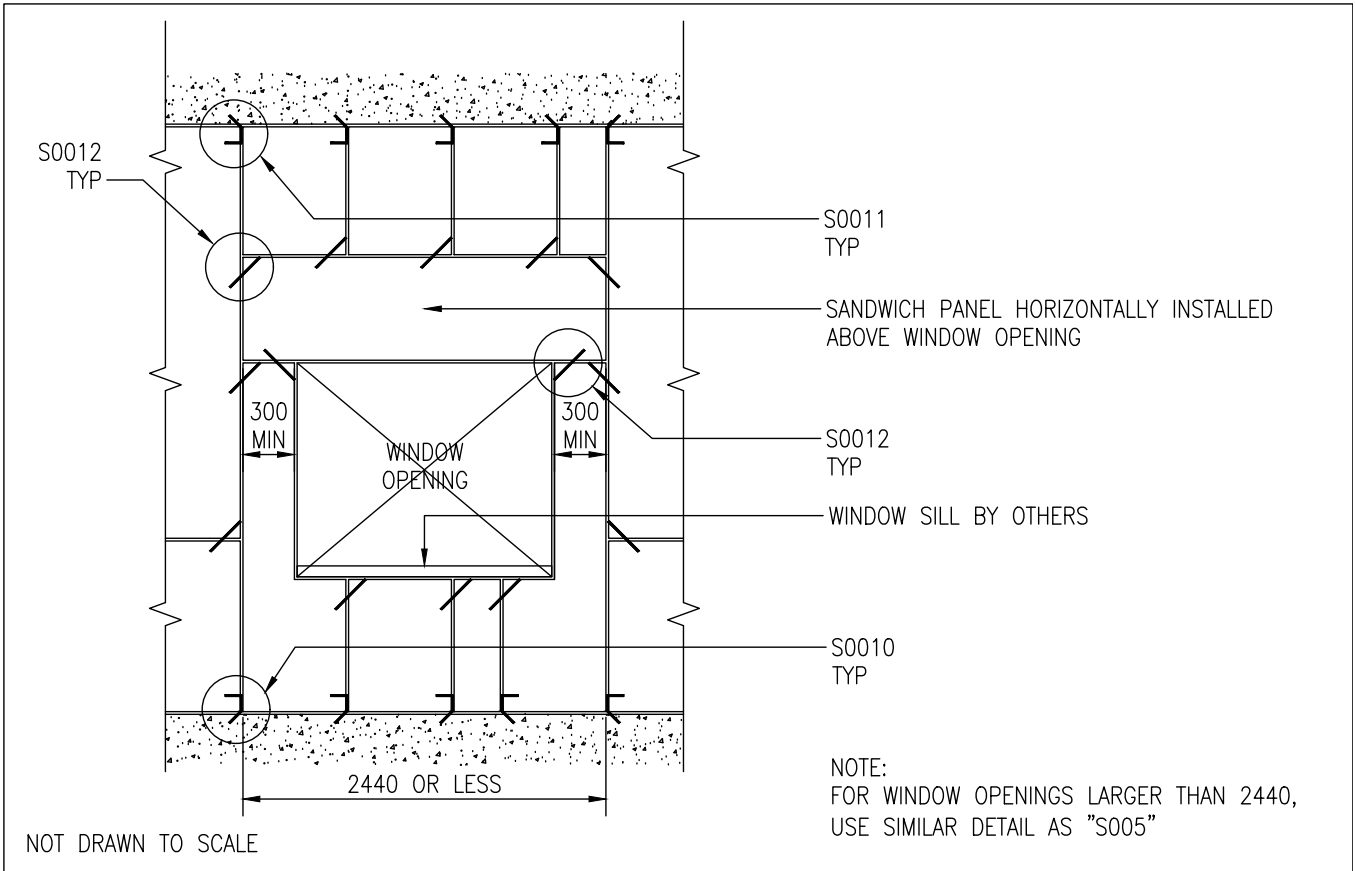 S0012
TYP
S0011
TYP
SANDWICH PANEL HORIZONTALLY INSTALLED
ABOVE WINDOW OPENING
300
MIN
300
MIN
WINDOW
OPENING
S0012
TYP
WINDOW SILL BY OTHERS
S0010
TYP
2440 OR LESS
NOTE:
FOR WINDOW OPENINGS LARGER THAN 2440,
USE SIMILAR DETAIL AS "S005"
NOT DRAWN TO SCALE